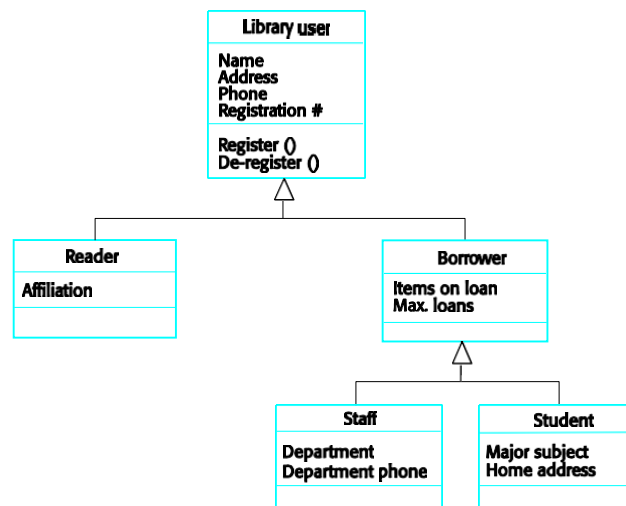 Library user
Name
Address
Phone
Registration #
Register ()
De-register ()
Reader
Affiliation
Borrower
Items on loan
Max. loans
Staff
Department
Department phone
Student
Major subject
Home address